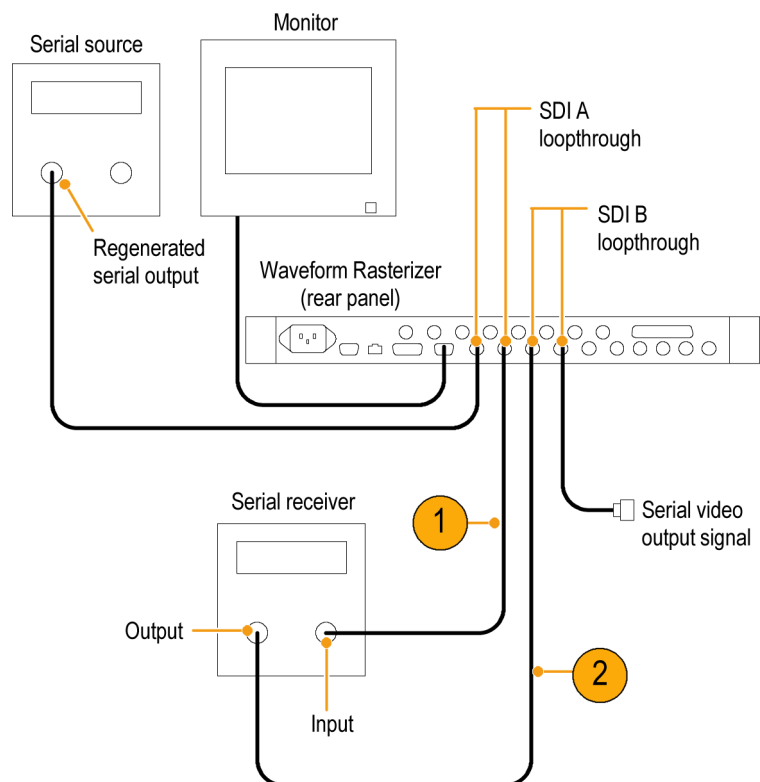 Monitor
Serial source
SDI A
loopthrough
SDI B
loopthrough
Regenerated
serial output
Waveform Rasterizer
(rear panel)
Serial receiver
1
Serial video
output signal
Output
2
Input